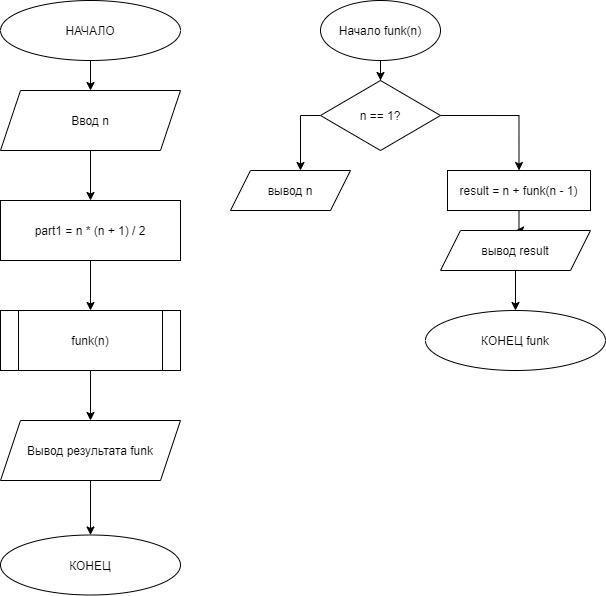 НАЧАЛО
Ввод n
part1 = n * (n + 1) / 2
funk(n)
Вывод результата funk
КОНЕЦ
Начало funk(n)
n == 1?
вывод n
result = n + funk(n - 1)
вывод result
КОНЕЦ funk